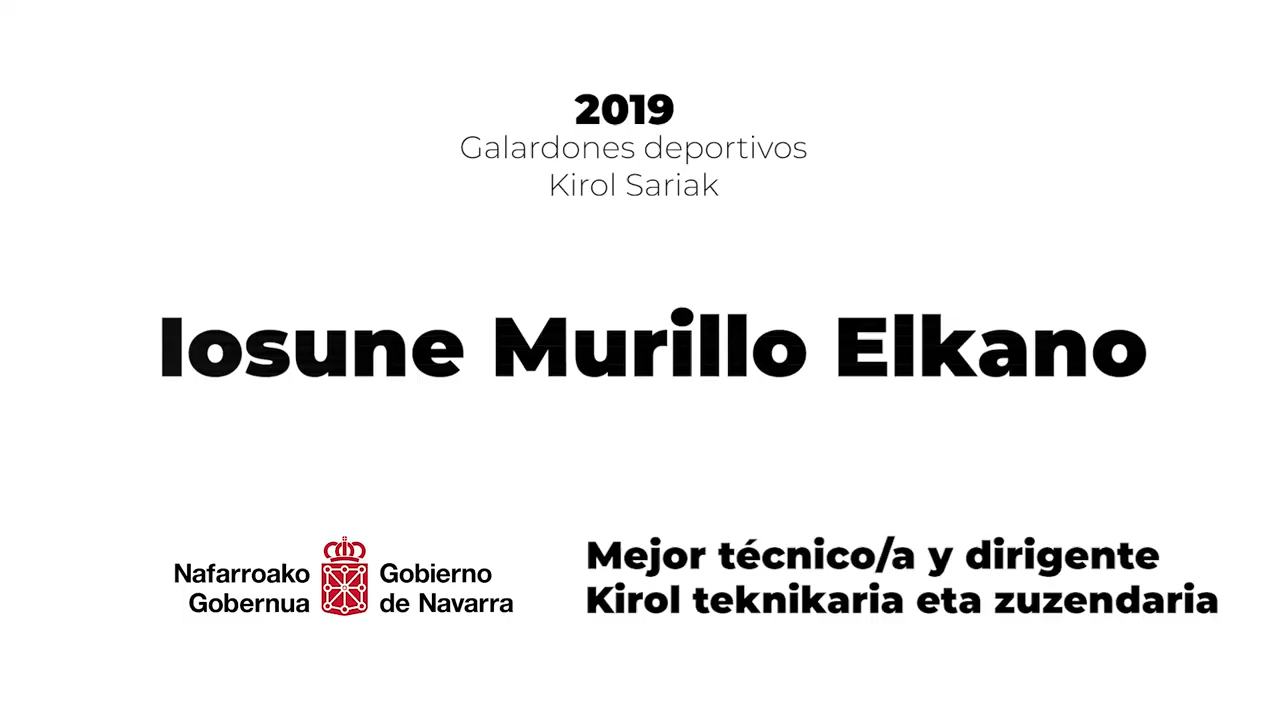 2019
Galardones deportivos
Kirol Sariak
Iosune Murillo Elkano
Nafarroako
Gobernua
Gobierno
de Navarra
Mejor técnico/a y dirigente
Kirol teknikaria eta zuzendaria